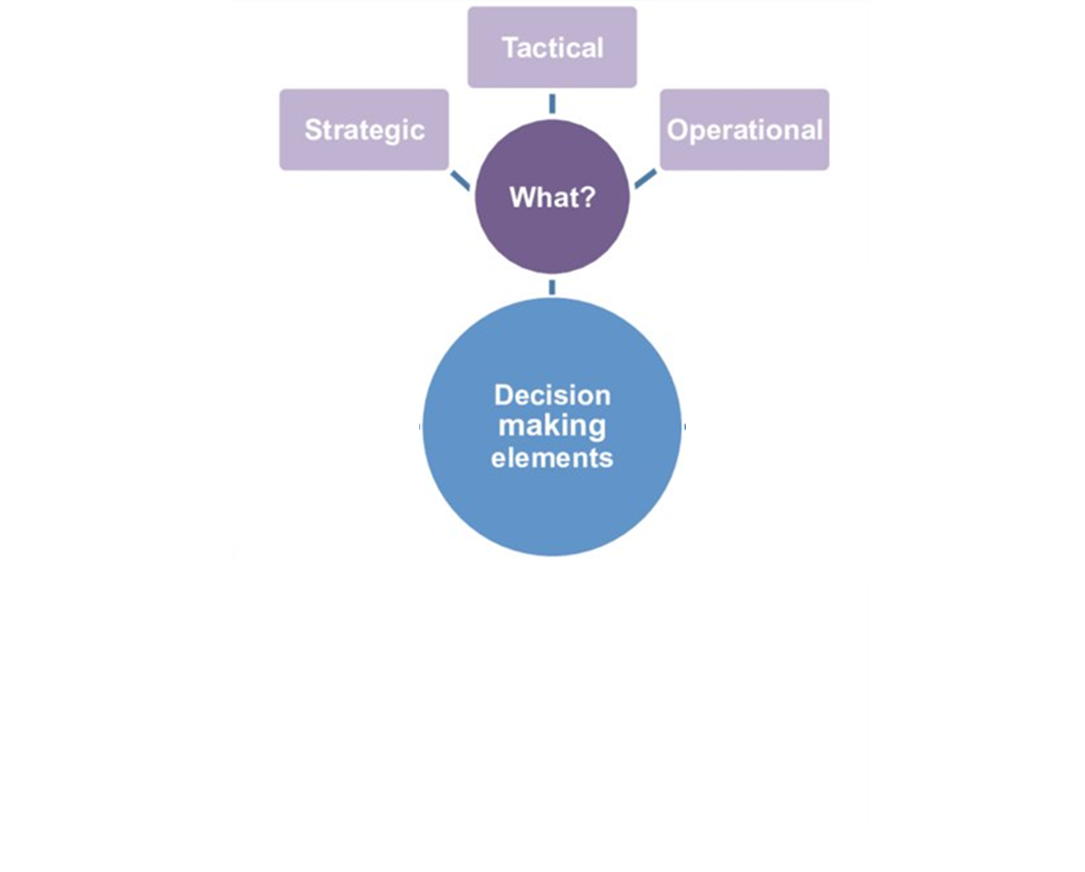 Tactical
Strategic
Operational
What?
Decision
making
elements